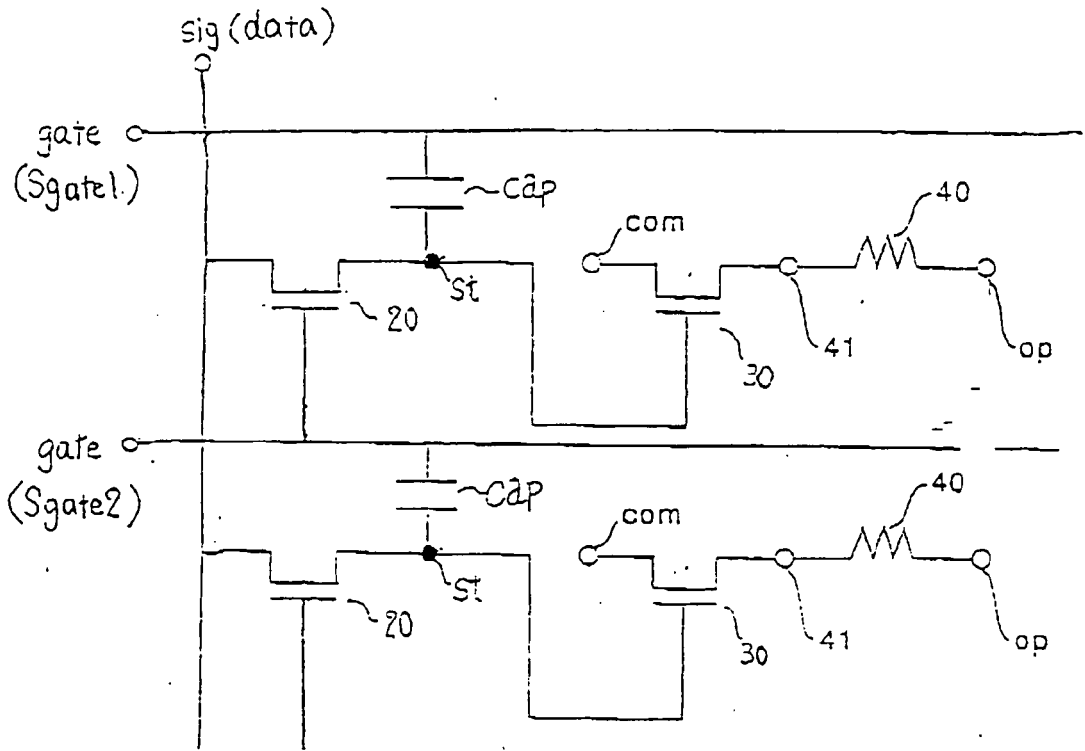 sig(data)
gate
(Sgate1.)
cap
com
40
St
20
30
41
op
gate
(Sgate2)
cap
com
40
St
20
30
41
op